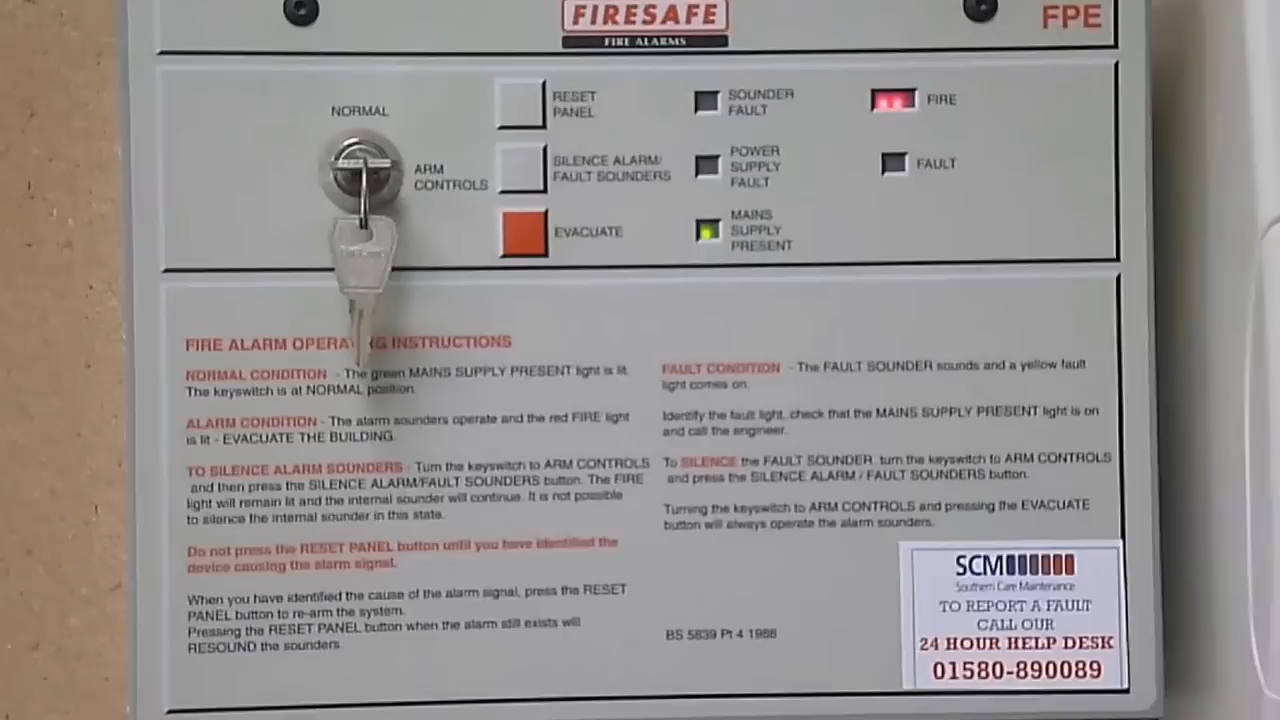 FIRESAFE
FIRE ALARMS
FPE
NORMAL
ARM
CONTROLS
RESET
PANEL
SILENCE ALARM/
FAULT SOUNDERS
EVACUATE
SOUNDER
FAULT
POWER
SUPPLY
FAULT
MAINS
SUPPLY
PRESENT
FIRE
FAULT
FIRE ALARM OPERA G INSTRUCTIONS
NORMAL CONDITION - The green MAINS SUPPLY PRESENT light is lit.
The keyswitch is at NORMAL position.
ALARM CONDITION - The alarm sounders operate and the red FIRE light
is lit - EVACUATE THE BUILDING.
TO SILENCE ALARM SOUNDERS - Turn the keyswitch to ARM CONTROLS
and then press the SILENCE ALARM/FAULT SOUNDERS button. The FIRE
light will remain lit and the internal sounder will continue. It is not possible
to silence the internal sounder in this state.
Do not press the RESET PANEL button until you have identified the
device causing the alarm signal.
When you have identified the cause of the alarm signal, press the RESET
PANEL button to re-arm the system.
Pressing the RESET PANEL button when the alarm still exists will
RESOUND the sounders.
FAULT CONDITION - The FAULT SOUNDER sounds and a yellow fault
light comes on.
Identify the fault light, check that the MAINS SUPPLY PRESENT light is on
and call the engineer.
To SILENCE the FAULT SOUNDER, turn the keyswitch to ARM CONTROLS
and press the SILENCE ALARM / FAULT SOUNDERS button.
Turning the keyswitch to ARM CONTROLS and pressing the EVACUATE
button will always operate the alarm sounders.
BS 5839 Pt 4 1988
SCM
Southern Care Maintenance
TO REPORT A FAULT
CALL OUR
24 HOUR HELP DESK
01580-890089